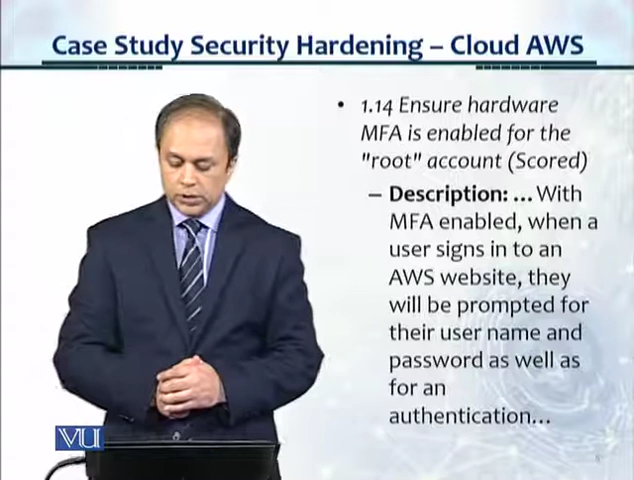 Case Study Security Hardening – Cloud AWS
• 1.14 Ensure hardware
MFA is enabled for the
"root" account (Scored)
– Description: ... With
MFA enabled, when a
user signs in to an
AWS website, they
will be prompted for
their user name and
password as well as
for an
authentication...
VU